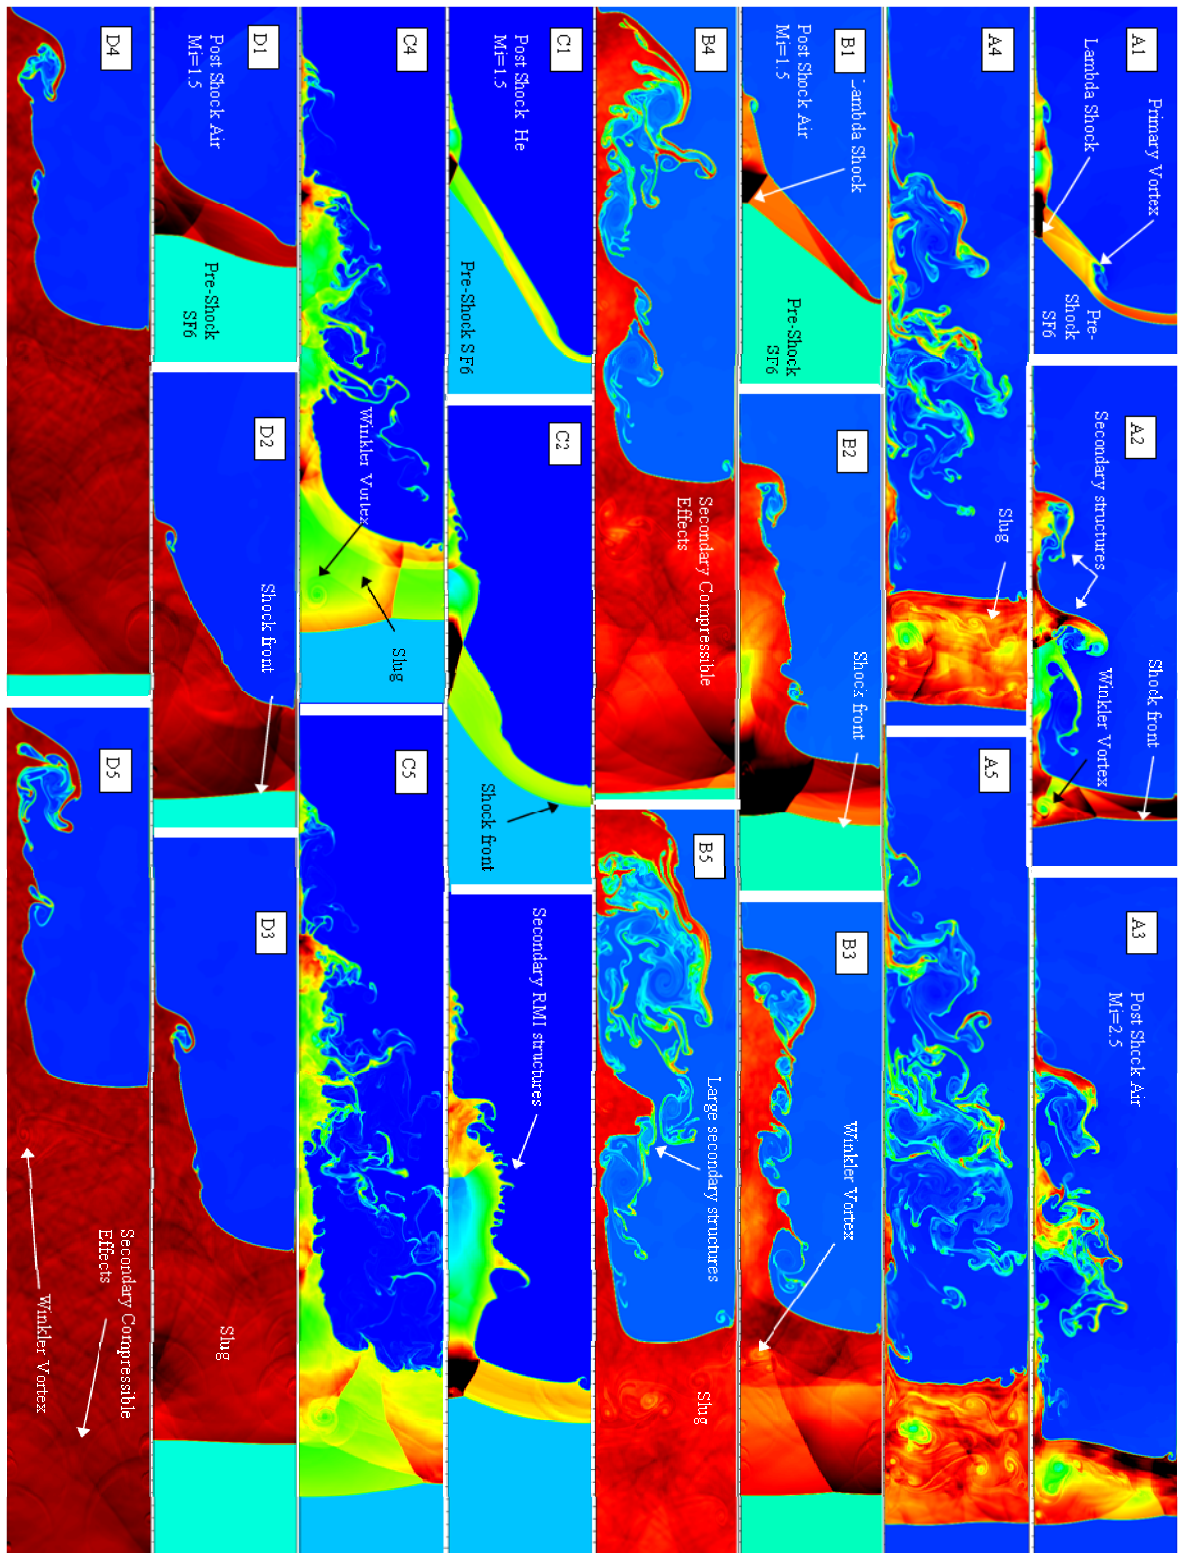 A1
Primary Vortex
Lambda Shock
Pre-
Shock
SF6
A2
Secondary structures
Shock front
Winkler Vortex
A3
Post Shock Air
Mi=2.5
A4
Slug
A5
B1
Post Shock Air
Mi=1.5
Lambda Shock
Pre-Shock
SF6
B2
Shock front
B3
Winkler Vortex
B4
Secondary Compressible
Effects
B5
Large secondary structures
Slug
C1
Post Shock He
Mi=1.5
Pre-Shock SF6
C2
Shock front
Secondary RMI structures
C4
Winkler Vortex
Slug
C5
D1
Post Shock Air
Mi=1.5
Pre-Shock
SF6
D2
Shock front
D3
Slug
D4
D5
Secondary Compressible
Effects
Winkler Vortex